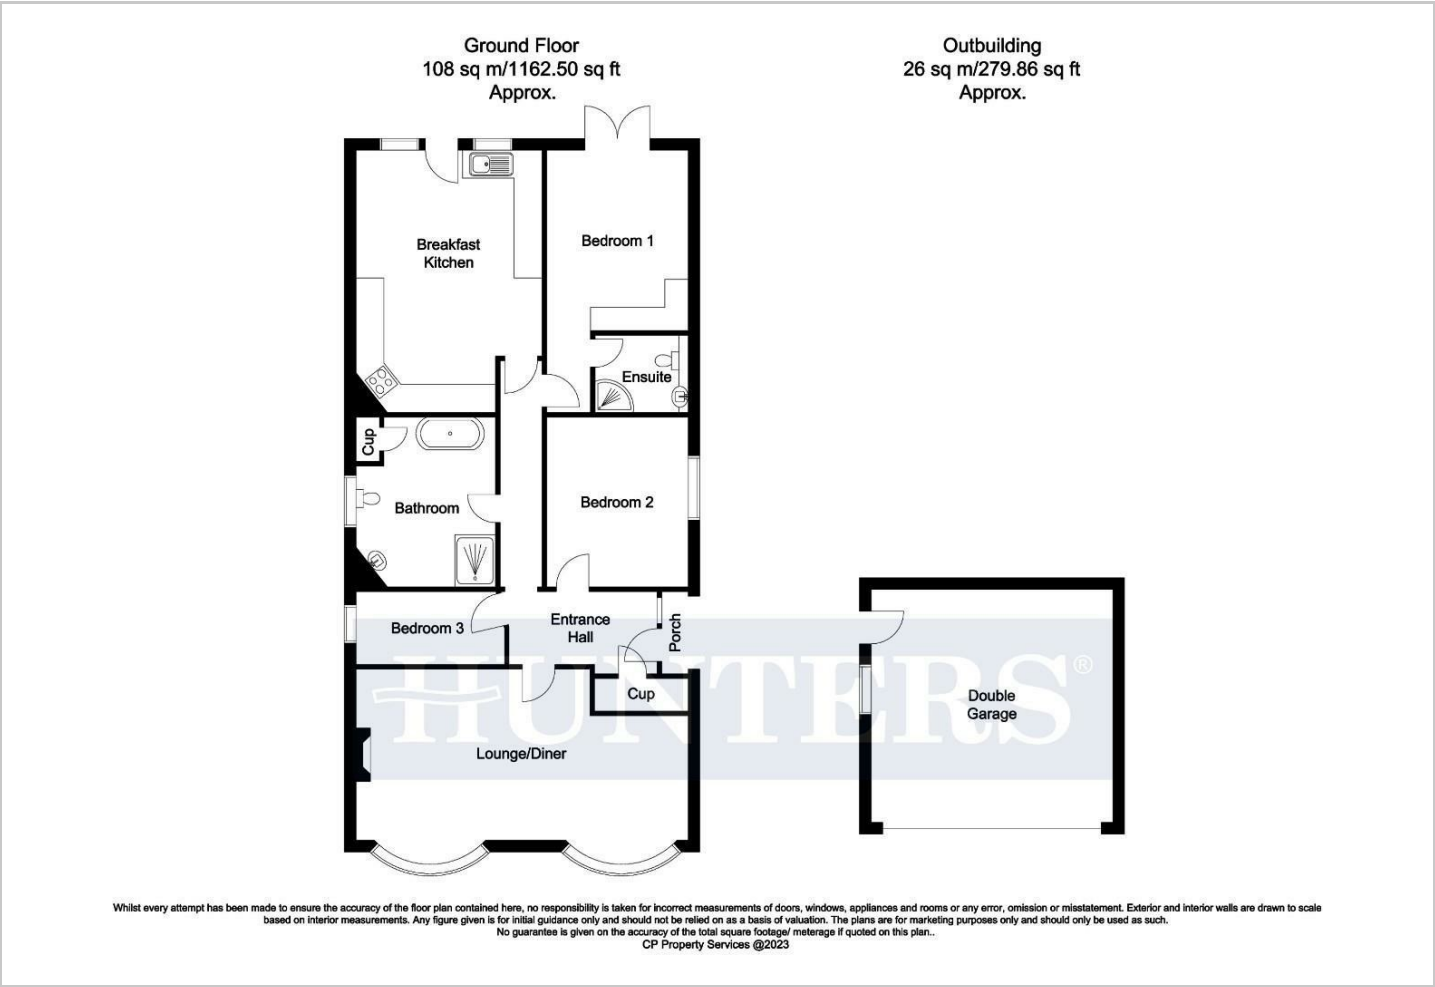 Ground Floor
108 sq m/1162.50 sq ft
Approx.
Outbuilding
26 sq m/279.86 sq ft
Approx.
Breakfast
Kitchen
Bedroom 1
Ensuite
Cup
Bathroom
Bedroom 2
Bedroom 3
Entrance
Hall
Porch
Cup
Lounge/Diner
Double
Garage
HUNTERS®
Whilst every attempt has been made to ensure the accuracy of the floor plan contained here, no responsibility is taken for incorrect measurements of doors, windows, appliances and rooms or any error, omission or misstatement. Exterior and interior walls are drawn to scale
based on interior measurements. Any figure given is for initial guidance only and should not be relied on as a basis of valuation. The plans are for marketing purposes only and should only be used as such.
No guarantee is given on the accuracy of the total square footage/ meterage if quoted on this plan..
CP Property Services @2023